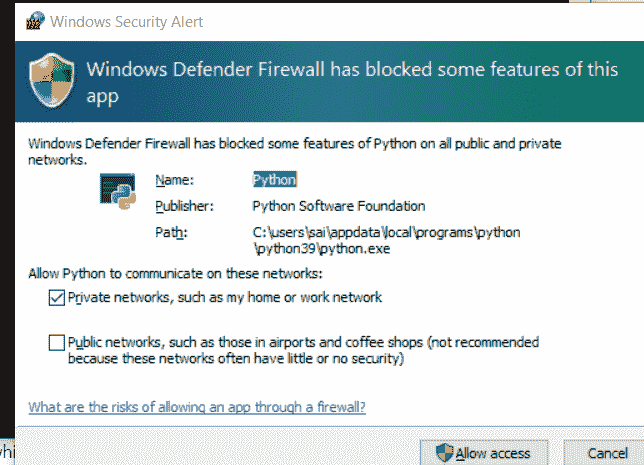 Windows Security Alert
Windows Defender Firewall has blocked some features of this
app
Windows Defender Firewall has blocked some features of Python on all public and private
networks.
Name: Python
Publisher: Python Software Foundation
Path: C:\users\sai\appdata\local\programs\python
\python39\python.exe
Allow Python to communicate on these networks:
Private networks, such as my home or work network
Public networks, such as those in airports and coffee shops (not recommended
because these networks often have little or no security)
What are the risks of allowing an app through a firewall?
Allow access Cancel